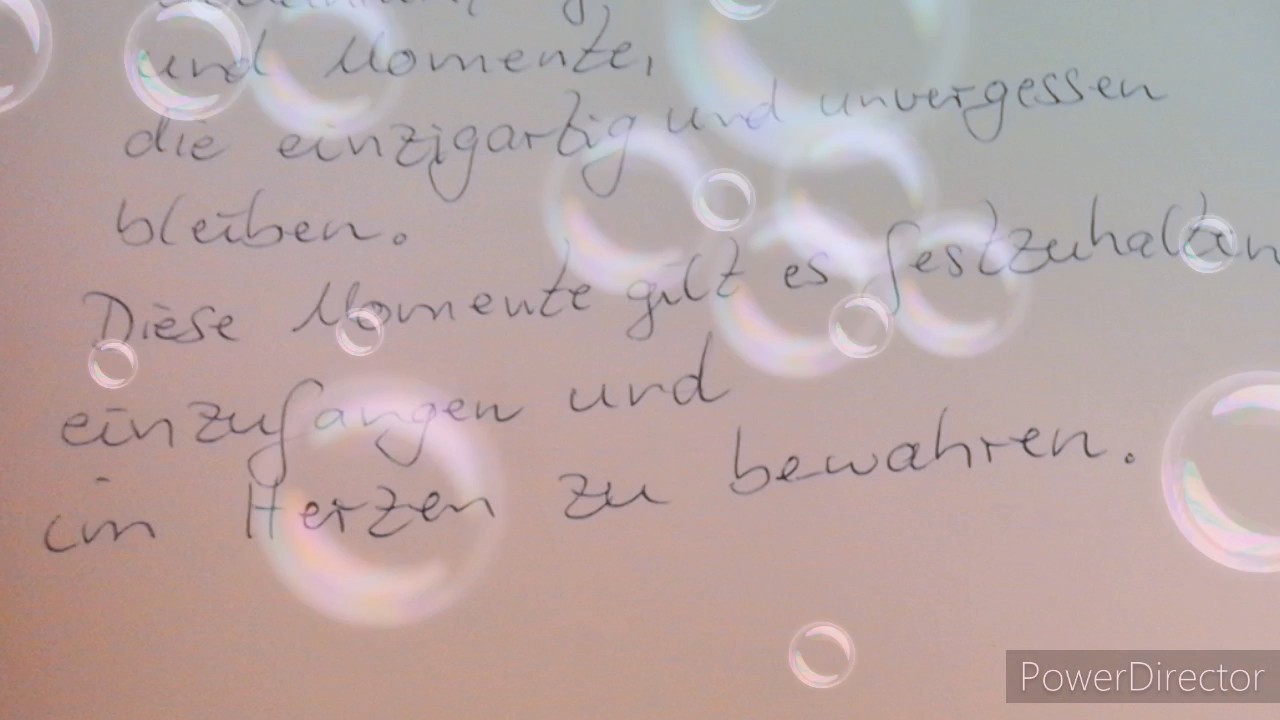 und Momente,
die einzigartig und unvergessen
bleiben.
Diese Momente gilt es festzuhalten
einzufangen und
im Herzen zu bewahren.
PowerDirector